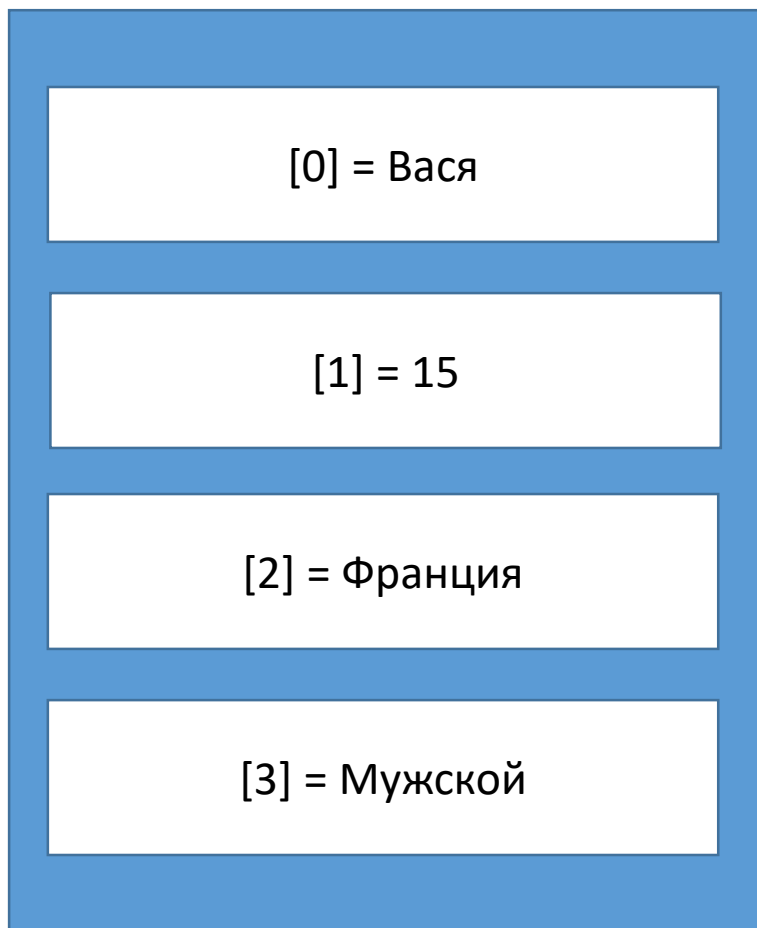 [0] = Вася
[1] = 15
[2] = Франция
[3] = Мужской